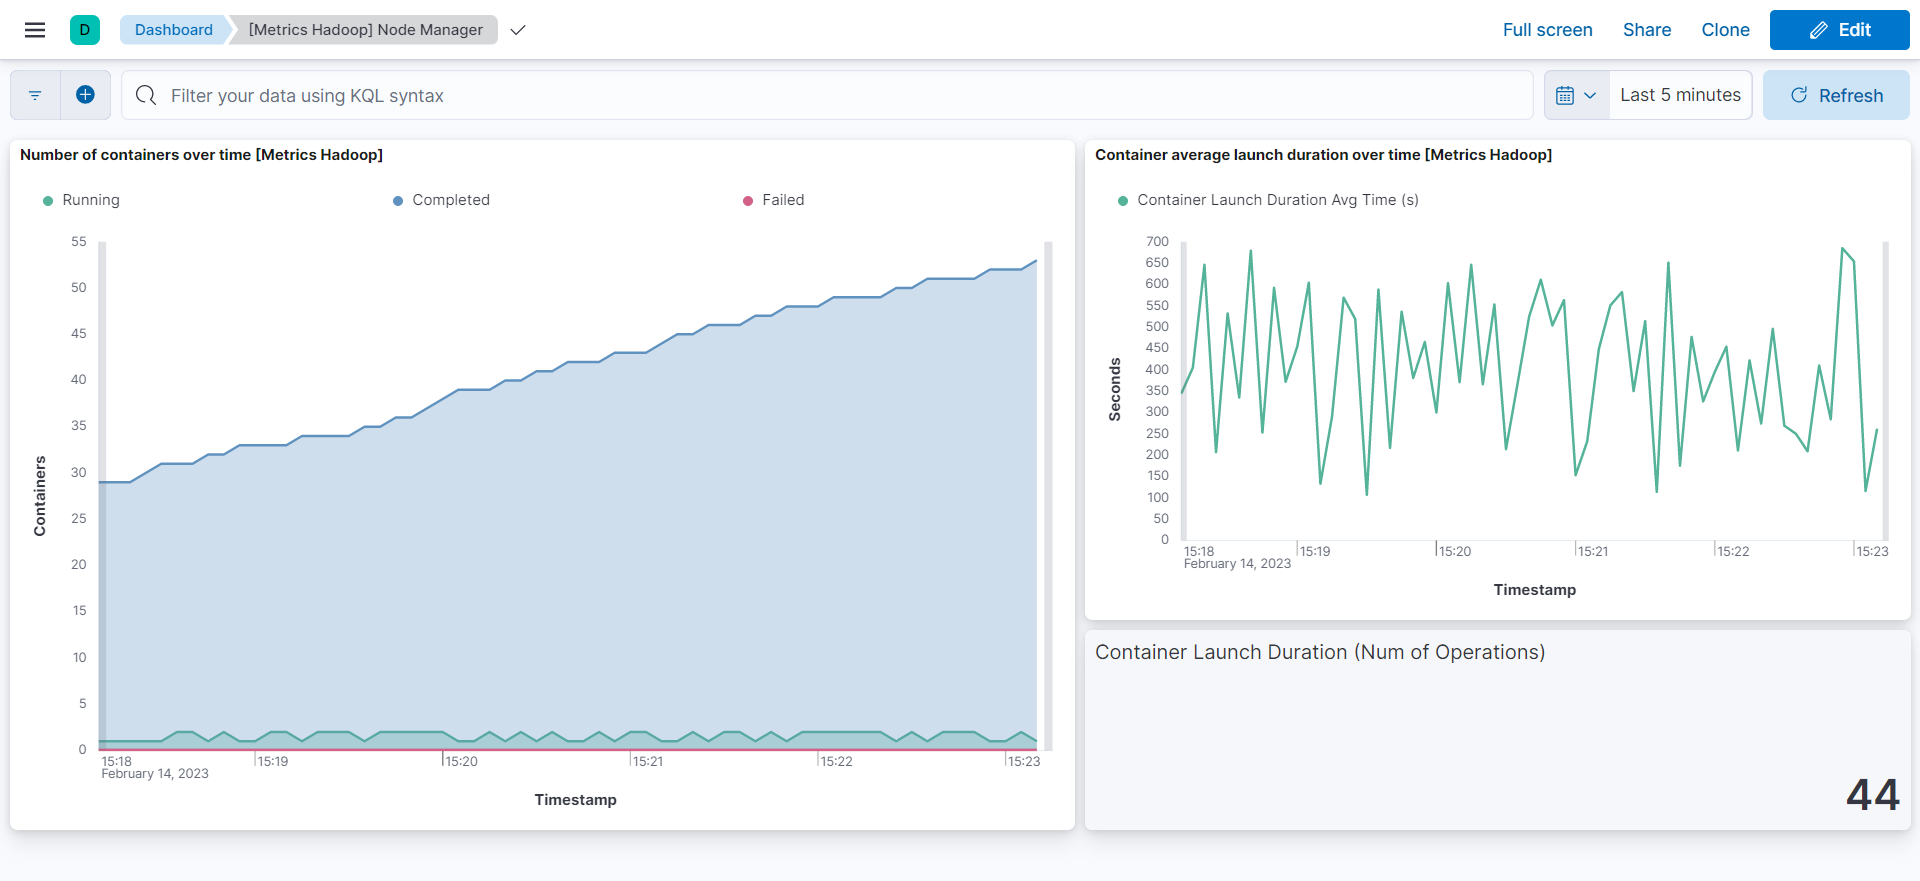 D
Dashboard
[Metrics Hadoop] Node Manager
Full screen
Share
Clone
Edit
Filter your data using KQL syntax
Last 5 minutes
Refresh
Number of containers over time [Metrics Hadoop]
Running
Completed
Failed
55
50
45
40
35
30
25
20
15
10
5
0
Containers
15:18
15:19
15:20
15:21
15:22
15:23
February 14, 2023
Timestamp
Container average launch duration over time [Metrics Hadoop]
Container Launch Duration Avg Time (s)
700
650
600
550
500
450
400
350
300
250
200
150
100
50
0
Seconds
15:18
15:19
15:20
15:21
15:22
15:23
February 14, 2023
Timestamp
Container Launch Duration (Num of Operations)
44